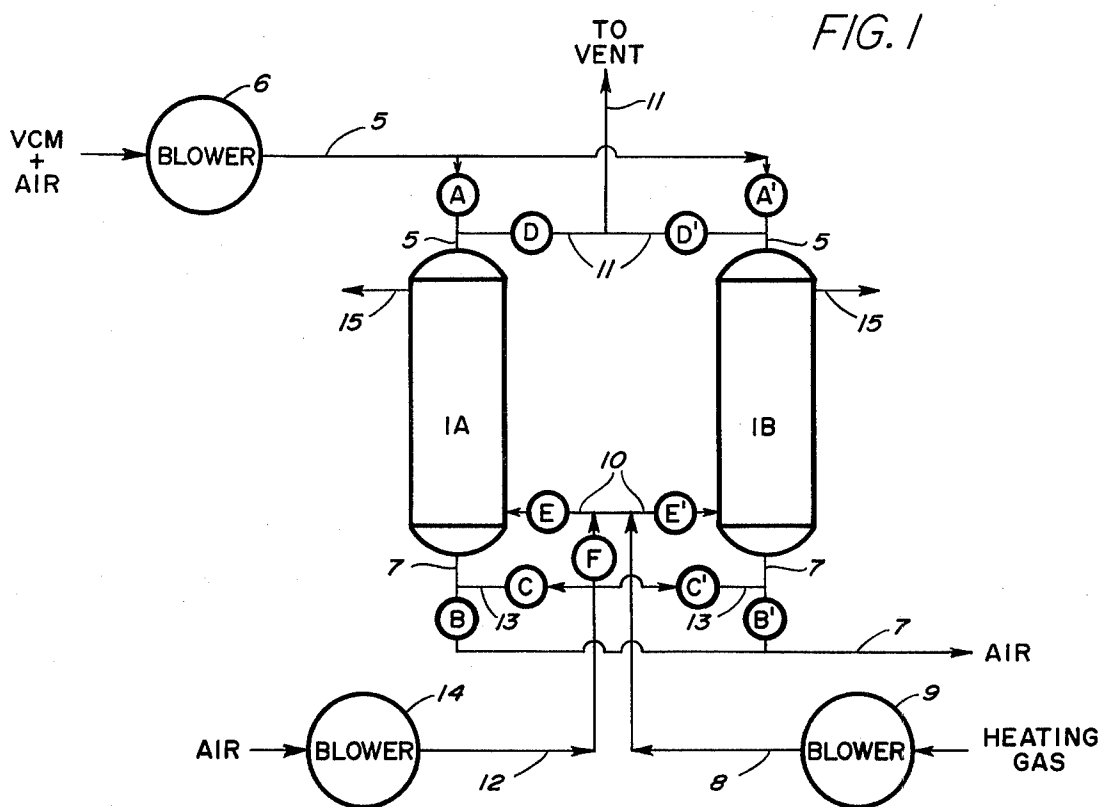 FIG. 1
TO
VENT
6
5
11
VCM
+
AIR
BLOWER
A
A'
5
D
D'
5
11
15
15
1A
1B
10
E
E'
F
7
7
C
C'
13
13
B
B'
7
AIR
14
9
AIR
BLOWER
BLOWER
HEATING
GAS
12
8